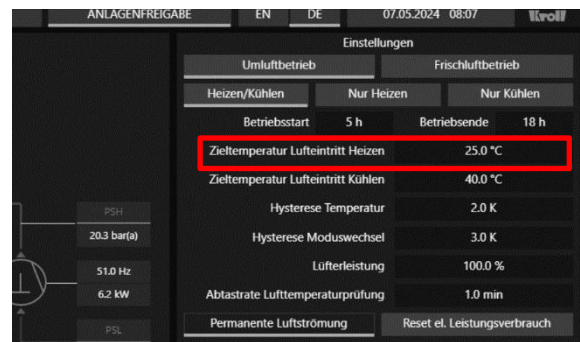 ANLAGENFREIGABE EN DE 07.05.2024 08:07 Kroll
Einstellungen
Umluftbetrieb Frischluftbetrieb
Heizen/Kühlen Nur Heizen Nur Kühlen
Betriebsstart 5 h Betriebsende 18 h
Zieltemperatur Lufteintritt Heizen 25.0 °C
Zieltemperatur Lufteintritt Kühlen 40.0 °C
Hysterese Temperatur 2.0 K
Hysterese Moduswechsel 3.0 K
Lüfterleistung 100.0 %
Abtastrate Lufttemperaturprüfung 1.0 min
Permanente Luftströmung Reset el. Leistungsverbrauch
PSH
20.3 bar(a)
51.0 Hz
6.2 kW
PSL